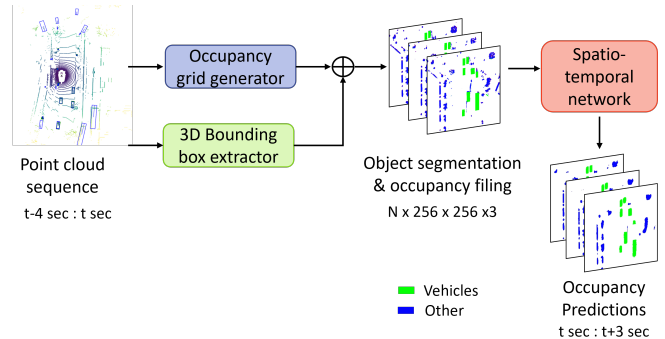 Occupancy
grid generator
3D Bounding
box extractor
Spatio-
temporal
network
Point cloud
sequence
t-4 sec : t sec
Object segmentation
& occupancy filing
N x 256 x 256 x3
Vehicles
Other
Occupancy
Predictions
t sec : t+3 sec